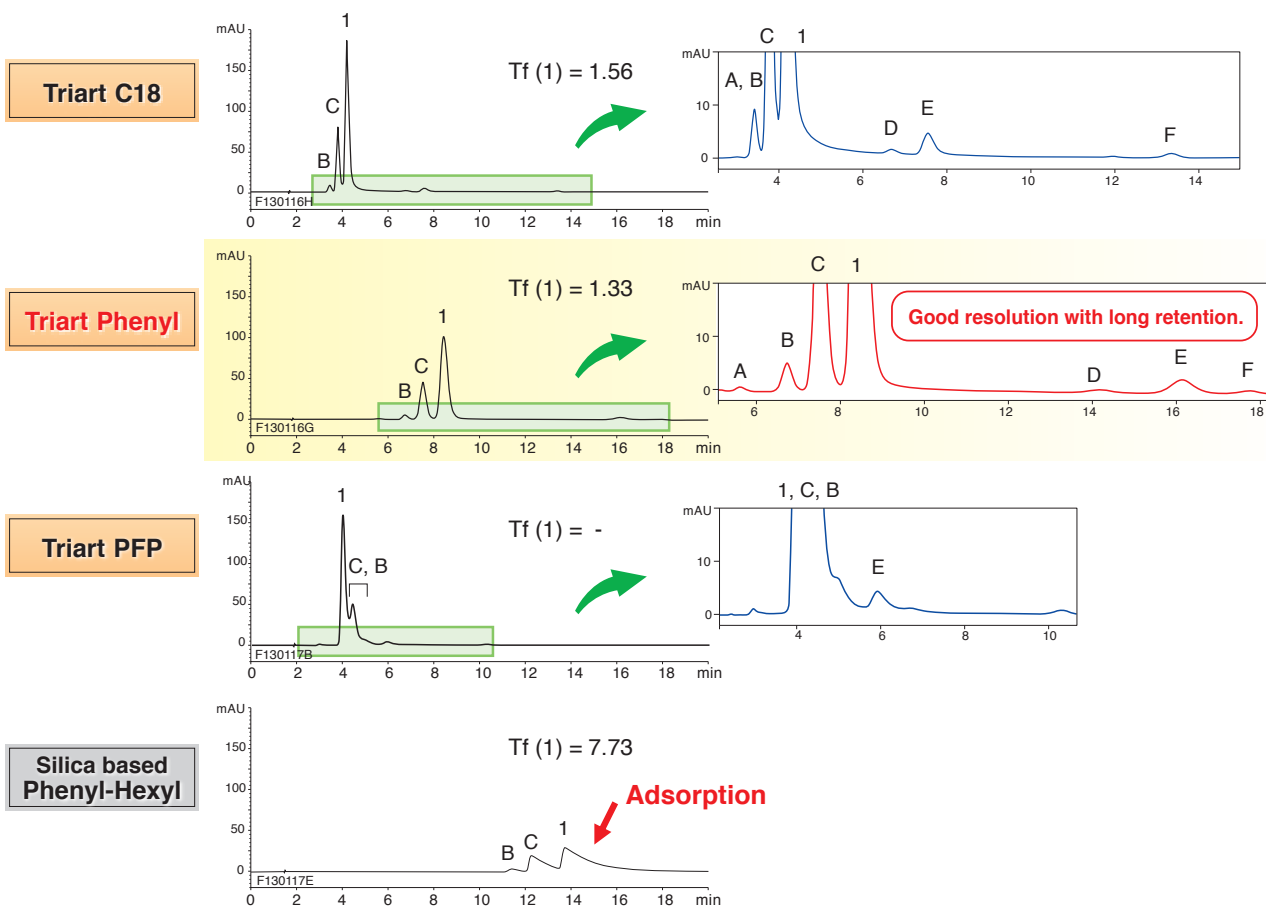 Triart C18
mAU
150
100
50
0
B
C
1
Tf (1) = 1.56
F130116H
0 2 4 6 8 10 12 14 16 18 min
mAU
10
0
A, B
C 1
D
E
F
4 6 8 10 12 14
Triart Phenyl
mAU
150
100
50
0
B
C
1
Tf (1) = 1.33
F130116G
0 2 4 6 8 10 12 14 16 18 min
mAU
10
0
A
B
C 1
Good resolution with long retention.
D
E
F
6 8 10 12 14 16 18
Triart PFP
mAU
150
100
50
0
1
C, B
Tf (1) = -
F130117B
0 2 4 6 8 10 12 14 16 18 min
mAU
10
0
1, C, B
E
4 6 8 10
Silica based
Phenyl-Hexyl
mAU
150
100
50
0
Tf (1) = 7.73
Adsorption
B
C
1
F130117E
0 2 4 6 8 10 12 14 16 18 min